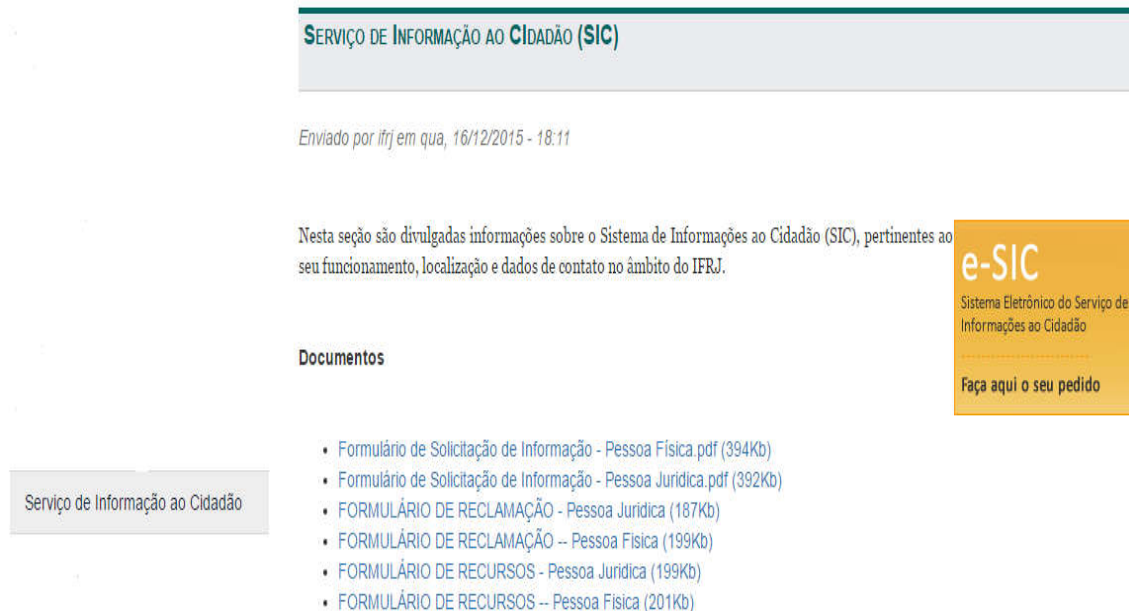 SERVIÇO DE INFORMAÇÃO AO CIDADÃO (SIC)
Enviado por ifrj em qua, 16/12/2015 - 18:11
Nesta seção são divulgadas informações sobre o Sistema de Informações ao Cidadão (SIC), pertinentes ao
seu funcionamento, localização e dados de contato no âmbito do IFRJ.
e-SIC
Sistema Eletrônico do Serviço de
Informações ao Cidadão
Faça aqui o seu pedido
Documentos
• Formulário de Solicitação de Informação - Pessoa Física.pdf (394Kb)
• Formulário de Solicitação de Informação - Pessoa Juridica.pdf (392Kb)
• FORMULÁRIO DE RECLAMAÇÃO - Pessoa Juridica (187Kb)
• FORMULÁRIO DE RECLAMAÇÃO -- Pessoa Fisica (199Kb)
• FORMULÁRIO DE RECURSOS - Pessoa Juridica (199Kb)
• FORMULÁRIO DE RECURSOS -- Pessoa Fisica (201Kb)
Serviço de Informação ao Cidadão